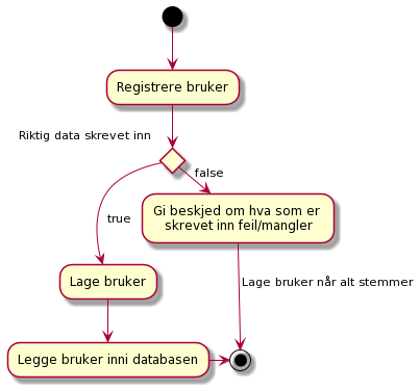 Registrere bruker
Riktig data skrevet inn
false
Gi beskjed om hva som er
skrevet inn feil/mangler
true
Lage bruker
Lage bruker når alt stemmer
Legge bruker inni databasen